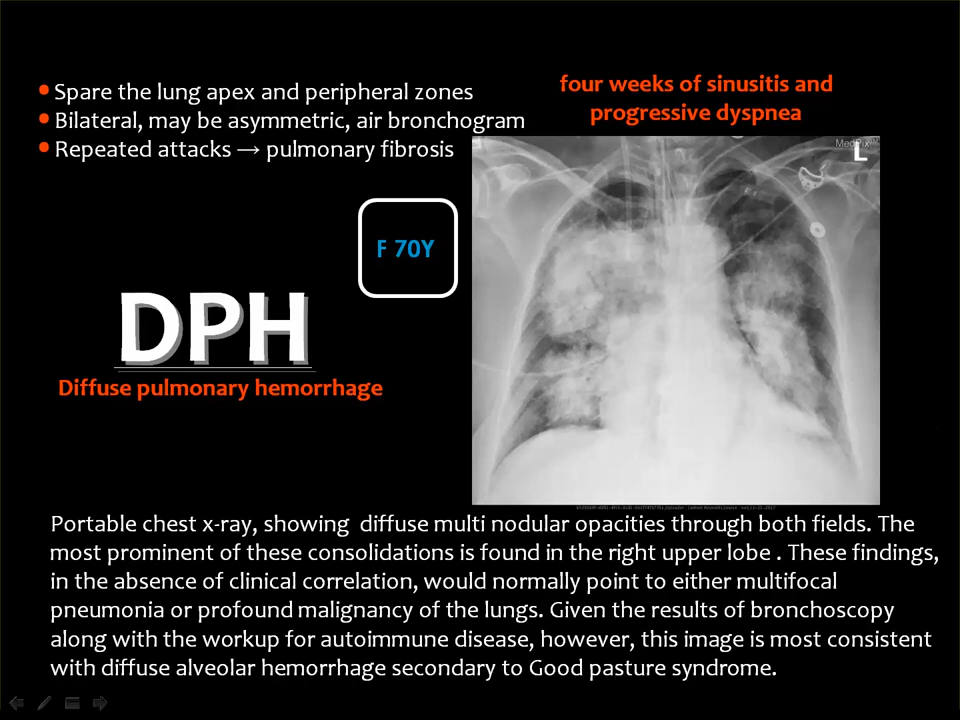 • Spare the lung apex and peripheral zones
• Bilateral, may be asymmetric, air bronchogram
• Repeated attacks → pulmonary fibrosis
four weeks of sinusitis and
progressive dyspnea
MedPix
L
F 70Y
DPH
Diffuse pulmonary hemorrhage
Portable chest x-ray, showing diffuse multi nodular opacities through both fields. The
most prominent of these consolidations is found in the right upper lobe . These findings,
in the absence of clinical correlation, would normally point to either multifocal
pneumonia or profound malignancy of the lungs. Given the results of bronchoscopy
along with the workup for autoimmune disease, however, this image is most consistent
with diffuse alveolar hemorrhage secondary to Good pasture syndrome.